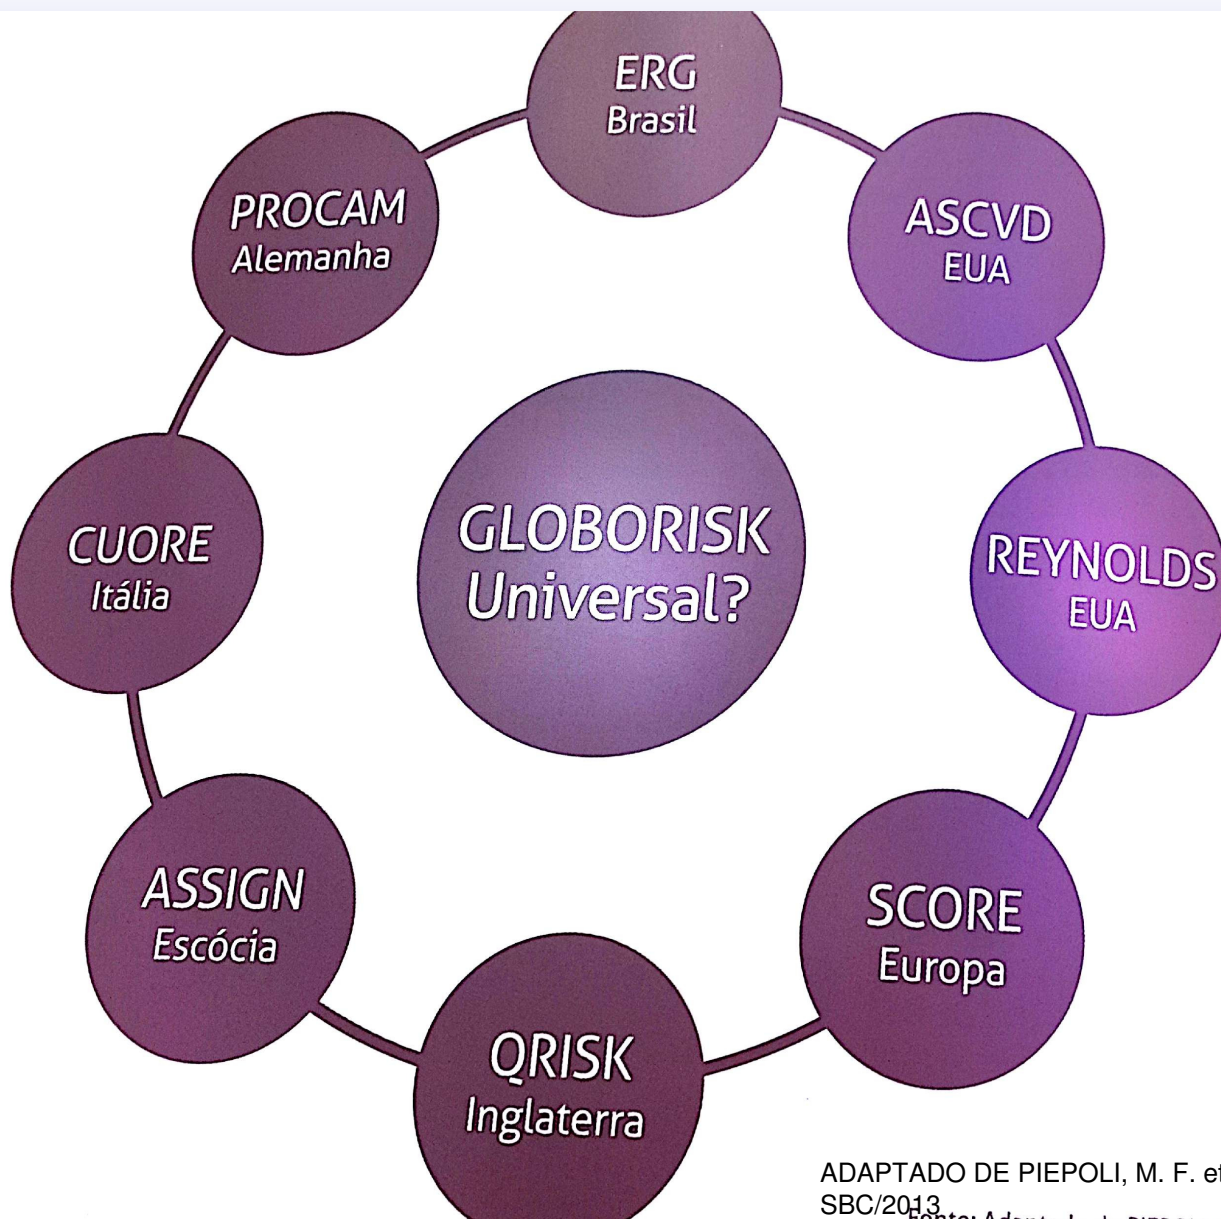 ERG
Brasil
ASCVD
EUA
REYNOLDS
EUA
SCORE
Europa
QRISK
Inglaterra
ASSIGN
Escócia
CUORE
Itália
PROCAM
Alemanha
GLOBORISK
Universal?
ADAPTADO DE PIEPOLI, M. F. et
SBC/2013
Fonte: